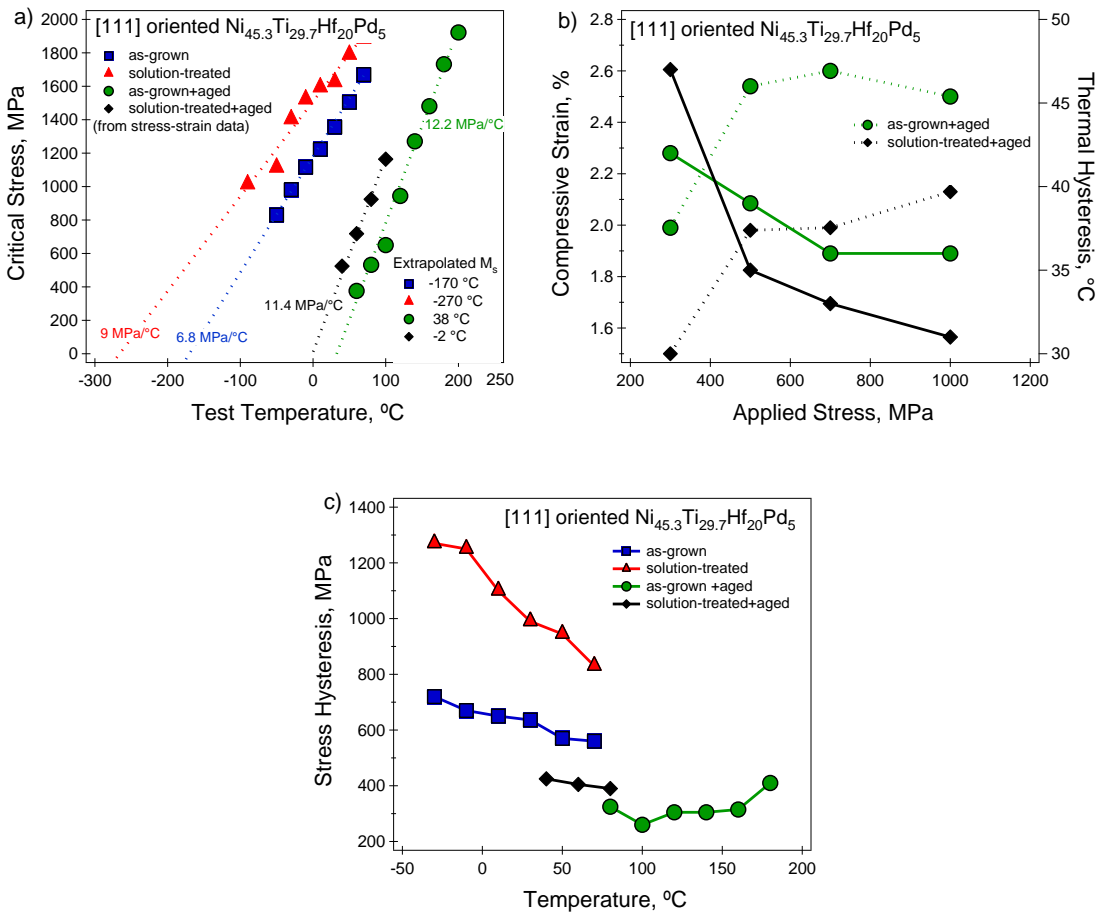 a)
[111] oriented Ni45.3Ti29.7Hf20Pd5
as-grown
solution-treated
as-grown+aged
solution-treated+aged
(from stress-strain data)
12.2 MPa/°C
11.4 MPa/°C
9 MPa/°C
6.8 MPa/°C
Extrapolated Ms
-170 °C
-270 °C
38 °C
-2 °C
Critical Stress, MPa
2000
1800
1600
1400
1200
1000
800
600
400
200
0
-300
-200
-100
0
100
200
250
Test Temperature, ºC
b)
[111] oriented Ni45.3Ti29.7Hf20Pd5
as-grown+aged
solution-treated+aged
Compressive Strain, %
2.8
2.6
2.4
2.2
2.0
1.8
1.6
Thermal Hysteresis, °C
50
45
40
35
30
200
400
600
800
1000
1200
Applied Stress, MPa
c)
[111] oriented Ni45.3Ti29.7Hf20Pd5
as-grown
solution-treated
as-grown +aged
solution-treated+aged
Stress Hysteresis, MPa
1400
1200
1000
800
600
400
200
-50
0
50
100
150
200
Temperature, ºC